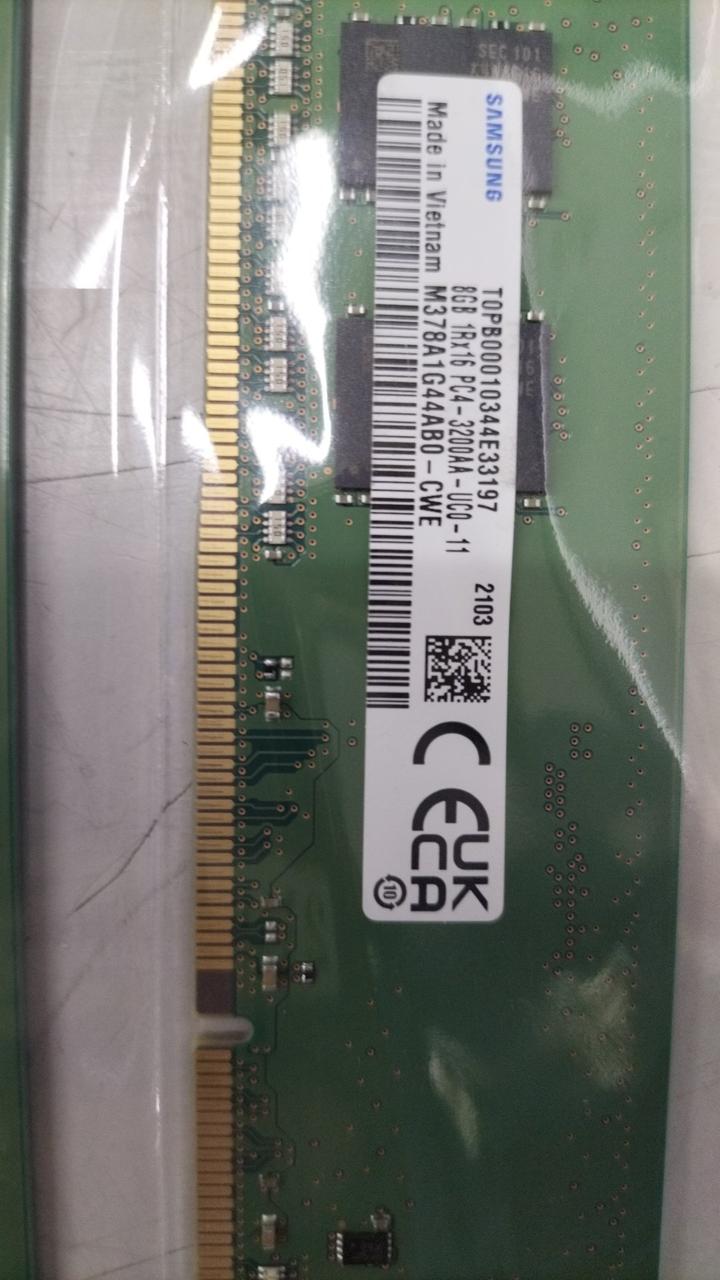 SAMSUNG
T0PB00010344E33197
2103
8GB 1Rx16 PC4-3200AA-UC0-11
Made in Vietnam M378A1G44AB0-CWE
CE
UK
CA
10
SEC 101